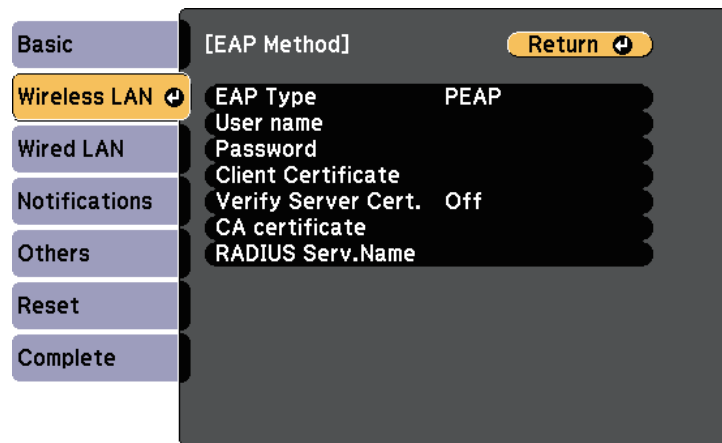 Basic
Wireless LAN
Wired LAN
Notifications
Others
Reset
Complete
[EAP Method]
Return
EAP Type PEAP
User name
Password
Client Certificate
Verify Server Cert. Off
CA certificate
RADIUS Serv.Name